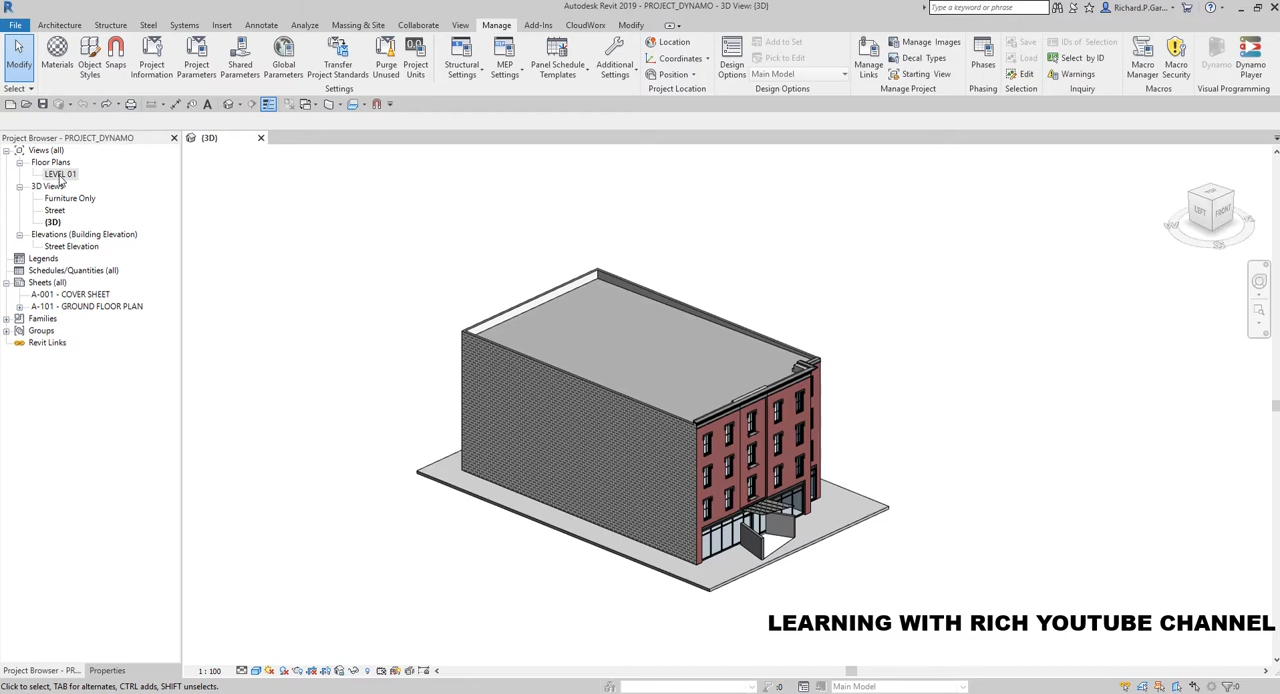 Autodesk Revit 2019 - PROJECT_DYNAMO - 3D View: {3D}
Type a keyword or phrase
Richard.P.Gar...
File Architecture Structure Steel Systems Insert Annotate Analyze Massing & Site Collaborate View Manage Add-Ins CloudWorx Modify
Modify
Materials
Object Styles
Snaps
Project Information
Project Parameters
Shared Parameters
Global Parameters
Transfer Project Standards
Purge Unused
Project Units
Structural Settings
MEP Settings
Panel Schedule Templates
Additional Settings
Location
Coordinates
Position
Design Options
Add to Set
Pick to Edit
Main Model
Manage Links
Manage Images
Decal Types
Starting View
Phases
Save
Load
Edit
IDs of Selection
Select by ID
Warnings
Macro Manager
Macro Security
Dynamo
Dynamo Player
Select
Settings
Project Location
Design Options
Manage Project
Phasing
Selection
Inquiry
Macros
Visual Programming
Project Browser - PROJECT_DYNAMO
{3D}
Views (all)
Floor Plans
LEVEL 01
3D Views
Furniture Only
Street
{3D}
Elevations (Building Elevation)
Street Elevation
Legends
Schedules/Quantities (all)
Sheets (all)
A-001 - COVER SHEET
A-101 - GROUND FLOOR PLAN
Families
Groups
Revit Links
TOP
LEFT
FRONT
LEARNING WITH RICH YOUTUBE CHANNEL
Project Browser - PR...
Properties
1 : 100
Click to select, TAB for alternates, CTRL adds, SHIFT unselects.
:0
Main Model
:0